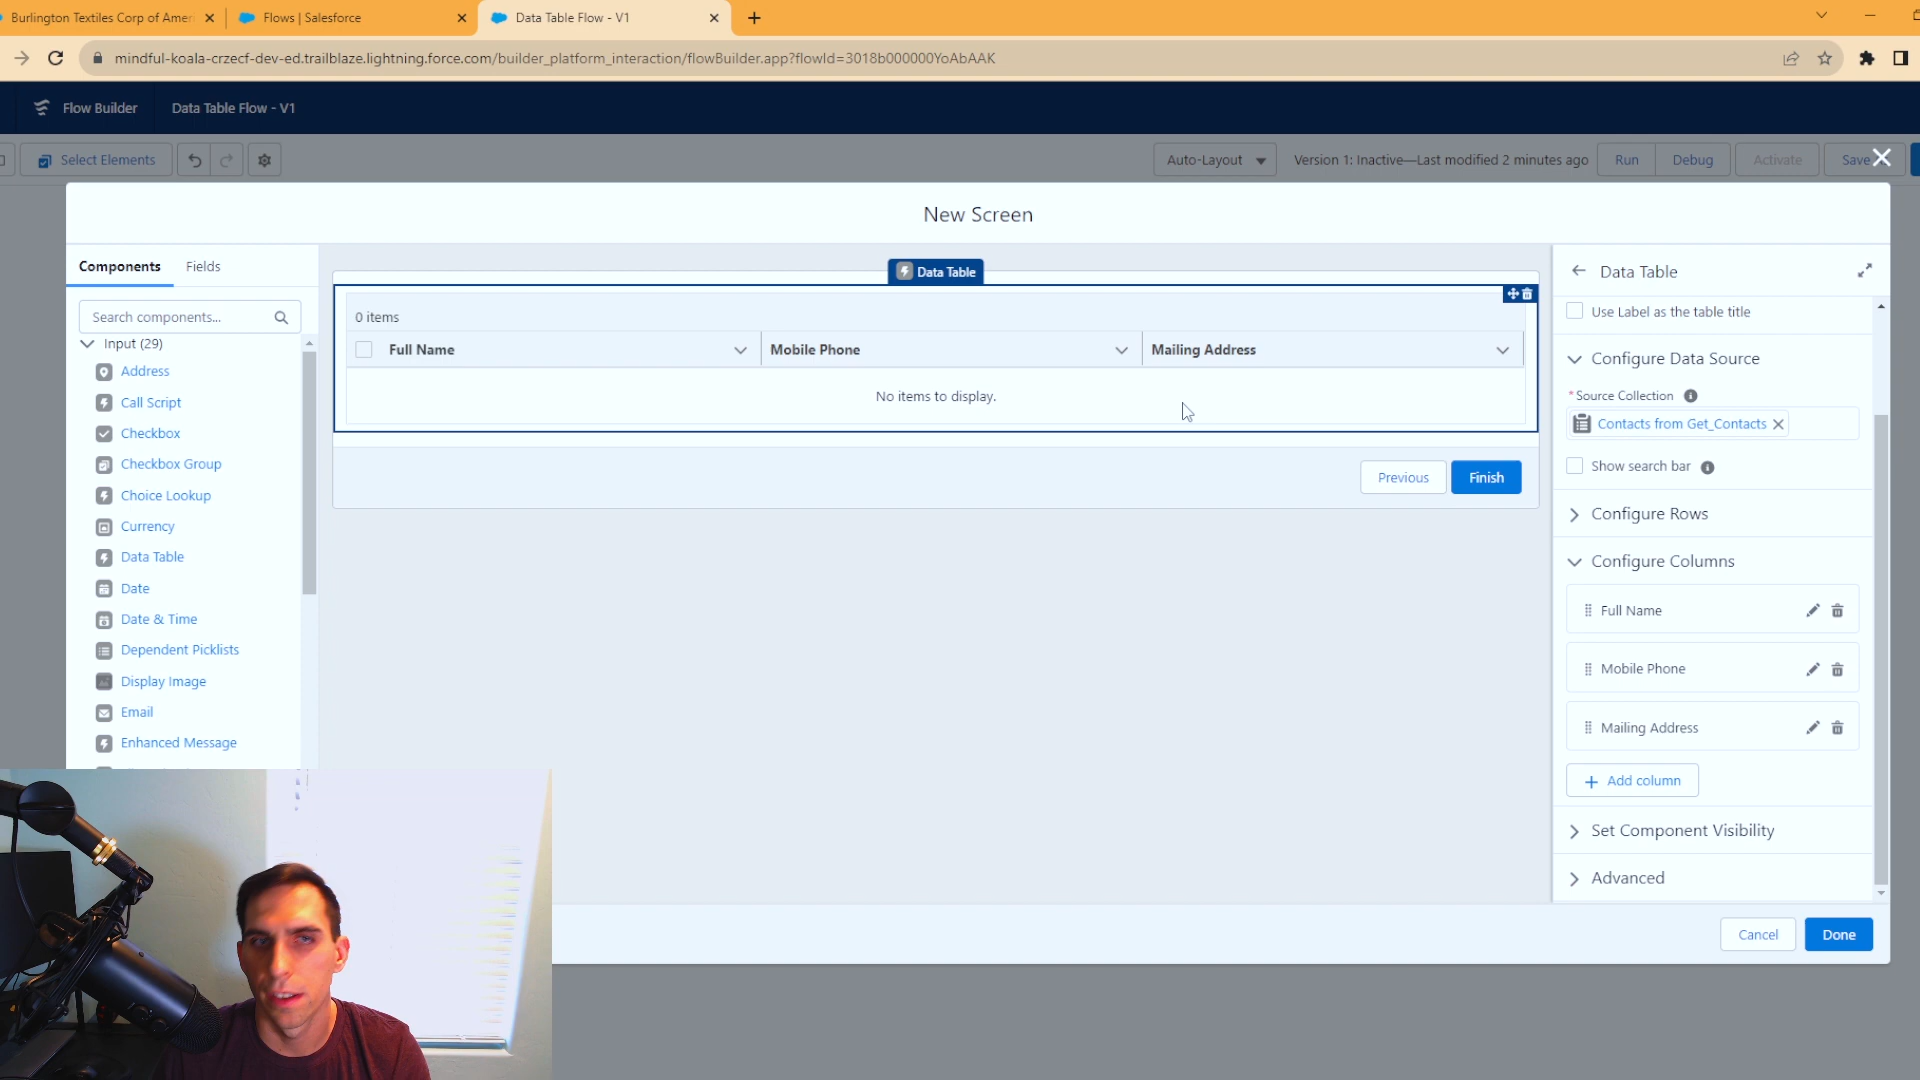 Burlington Textiles Corp of Amer
Flows | Salesforce
Data Table Flow - V1
mindful-koala-crzecf-dev-ed.trailblaze.lightning.force.com/builder_platform_interaction/flowBuilder.app?flowId=3018b000000YoAbAAK
Flow Builder
Data Table Flow - V1
Select Elements
Auto-Layout
Version 1: Inactive—Last modified 2 minutes ago
Run
Debug
Activate
Save
New Screen
Components
Fields
Search components...
Input (29)
Address
Call Script
Checkbox
Checkbox Group
Choice Lookup
Currency
Data Table
Date
Date & Time
Dependent Picklists
Display Image
Email
Enhanced Message
Data Table
0 items
Full Name
Mobile Phone
Mailing Address
No items to display.
Previous
Finish
Data Table
Use Label as the table title
Configure Data Source
*Source Collection
Contacts from Get_Contacts
Show search bar
Configure Rows
Configure Columns
Full Name
Mobile Phone
Mailing Address
Add column
Set Component Visibility
Advanced
Cancel
Done